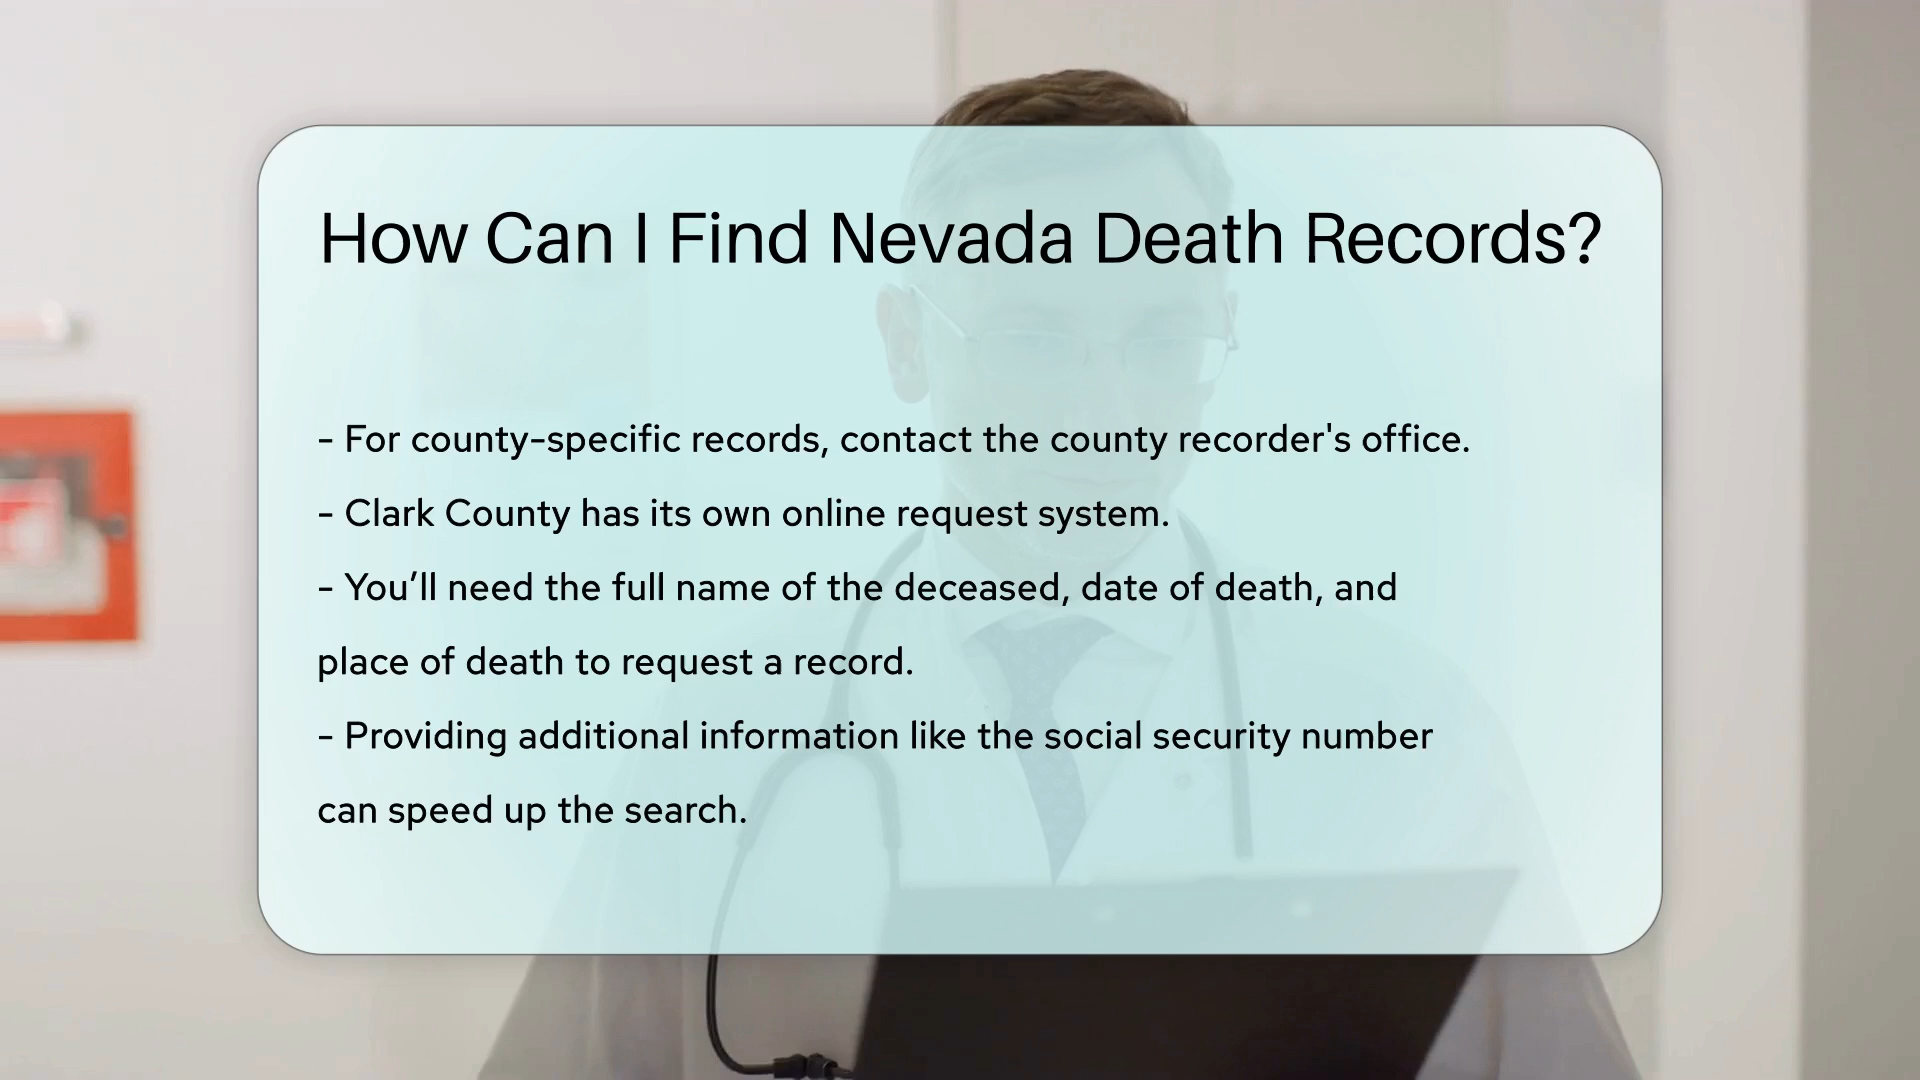 How Can I Find Nevada Death Records?
- For county-specific records, contact the county recorder's office.
- Clark County has its own online request system.
- You’ll need the full name of the deceased, date of death, and
place of death to request a record.
- Providing additional information like the social security number
can speed up the search.